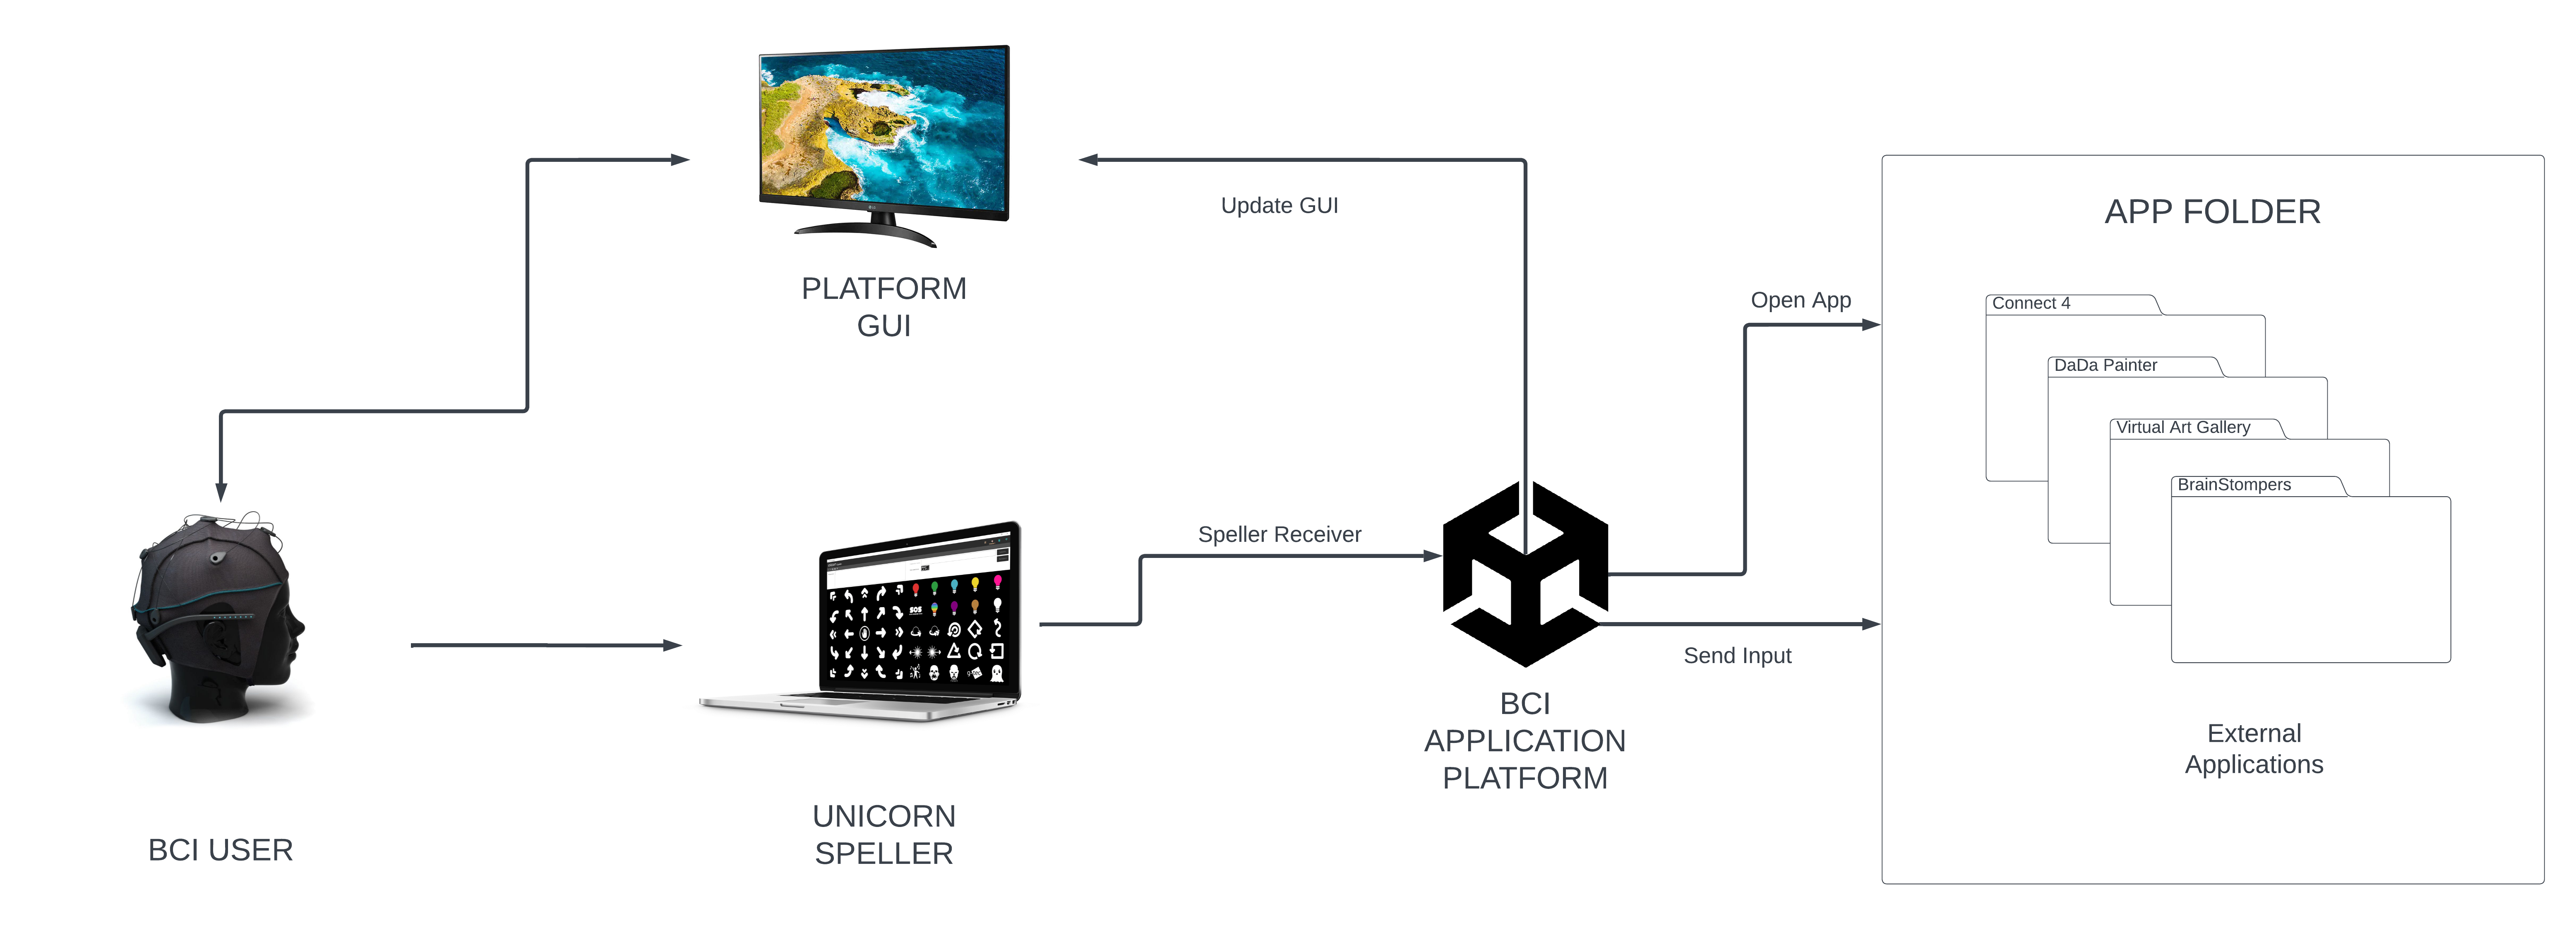 PLATFORM
GUI
Update GUI
APP FOLDER
Open App
Connect 4
DaDa Painter
Virtual Art Gallery
BrainStompers
Speller Receiver
Send Input
SOS
BCI
APPLICATION
PLATFORM
External
Applications
UNICORN
SPELLER
BCI USER